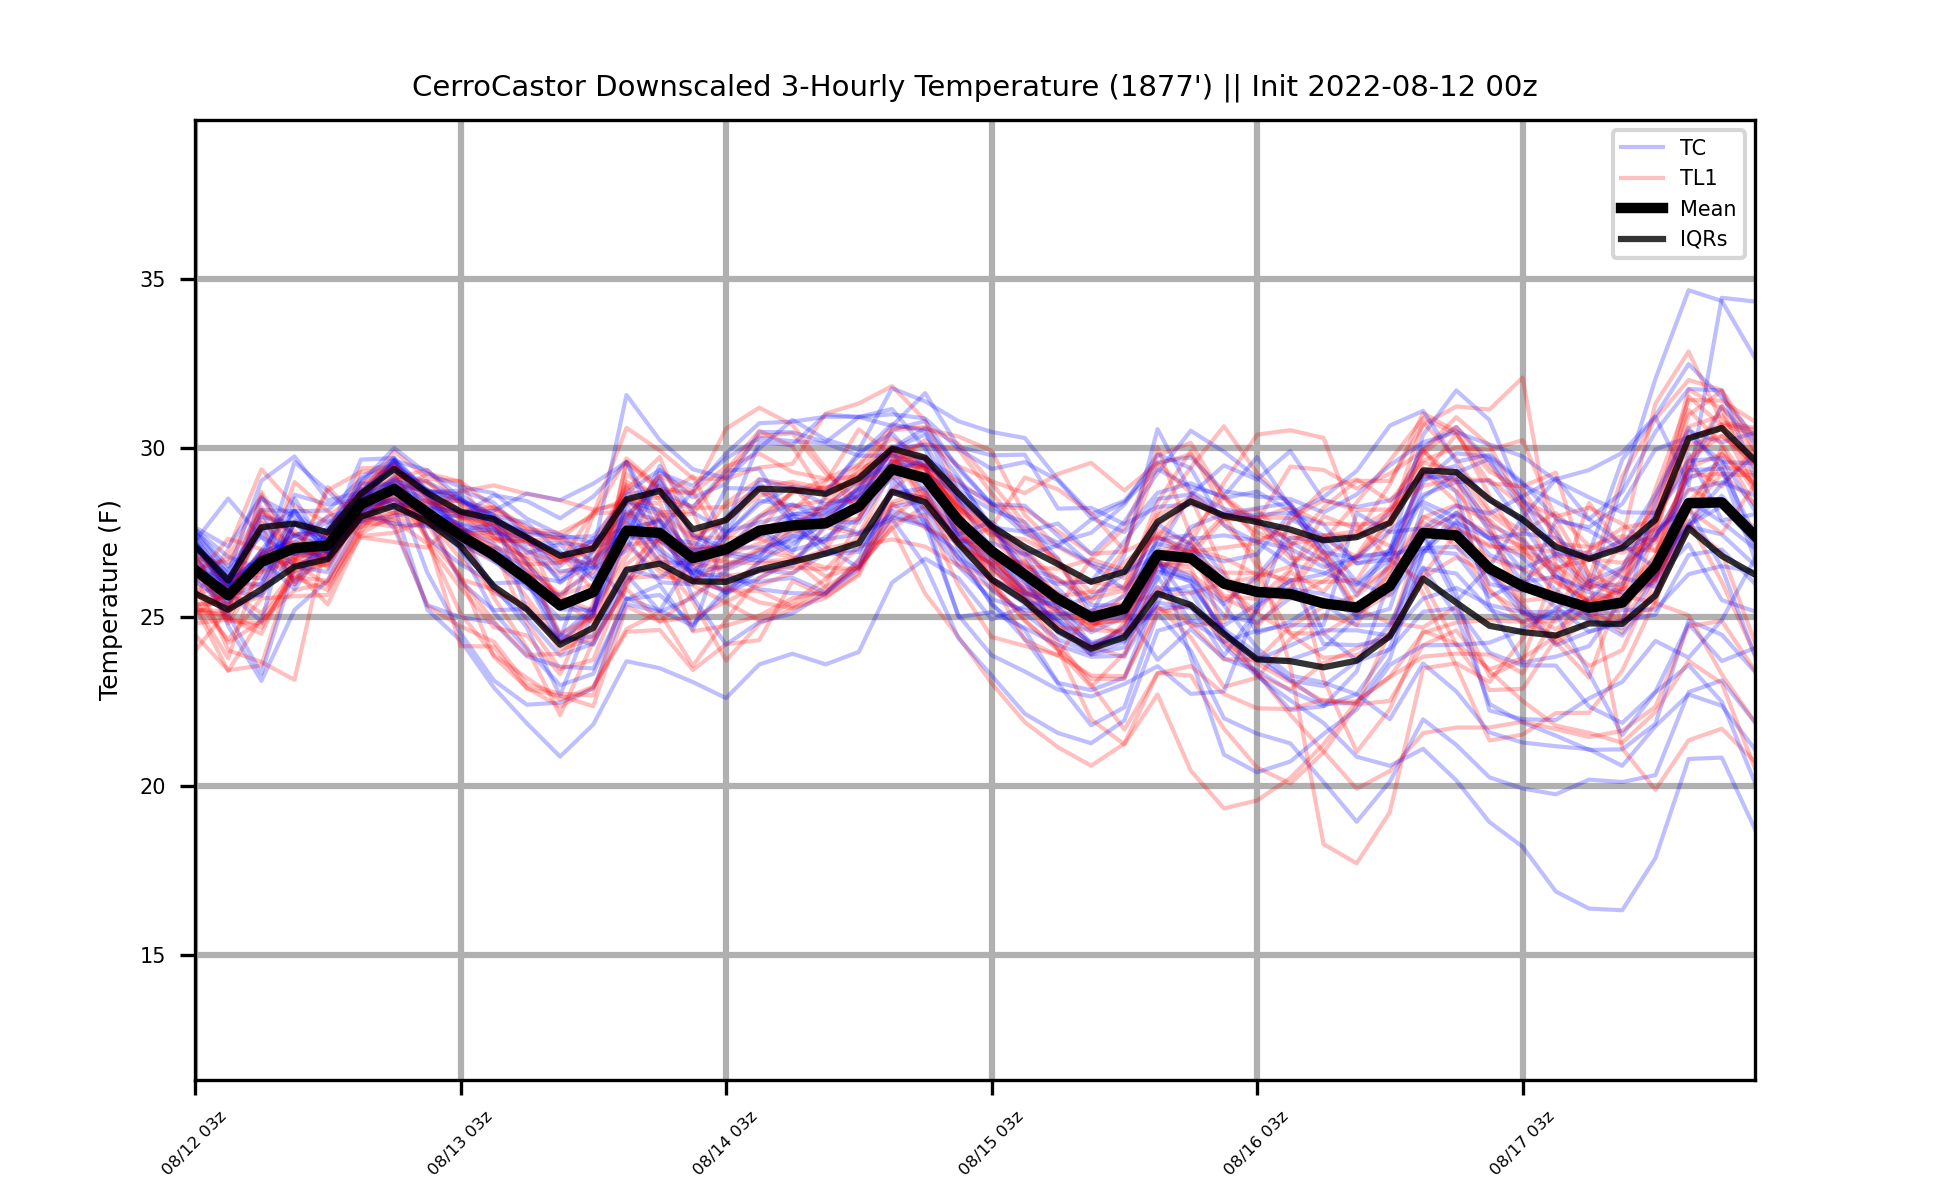 CerroCastor Downscaled 3-Hourly Temperature (1877') || Init 2022-08-12 00z
TC
TL1
Mean
IQRs
Temperature (F)
35
30
25
20
15
08/12 03z
08/13 03z
08/14 03z
08/15 03z
08/16 03z
08/17 03z